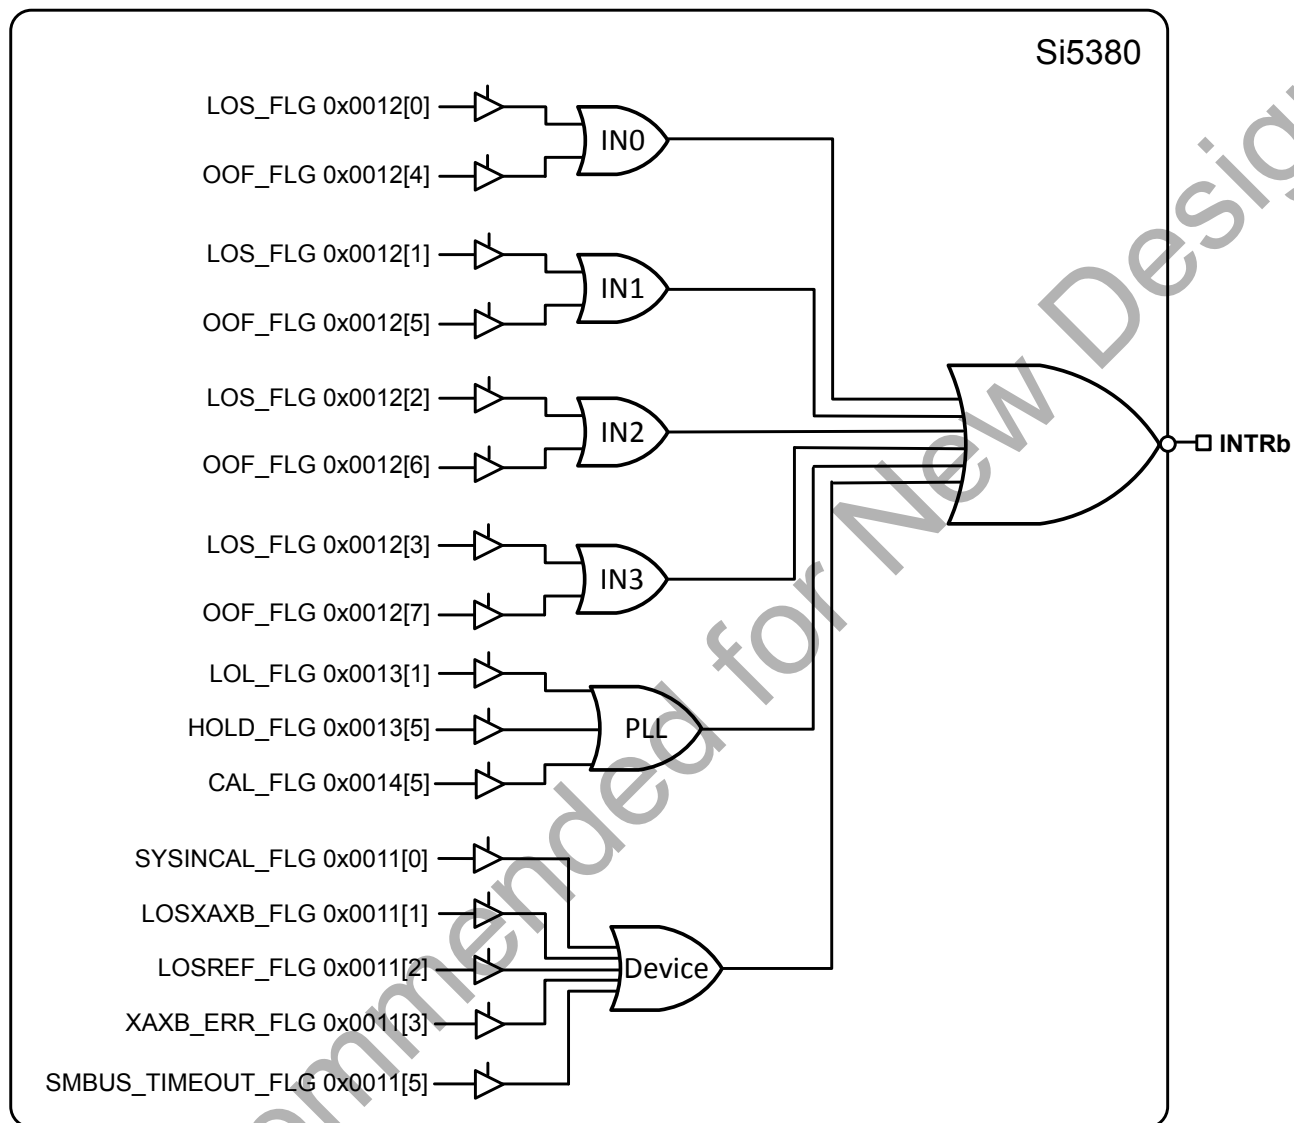 Si5380
LOS_FLG 0x0012[0]
IN0
OOF_FLG 0x0012[4]
LOS_FLG 0x0012[1]
IN1
OOF_FLG 0x0012[5]
LOS_FLG 0x0012[2]
IN2
OOF_FLG 0x0012[6]
INTRb
LOS_FLG 0x0012[3]
IN3
OOF_FLG 0x0012[7]
LOL_FLG 0x0013[1]
HOLD_FLG 0x0013[5]
PLL
CAL_FLG 0x0014[5]
SYSINCAL_FLG 0x0011[0]
LOSXAXB_FLG 0x0011[1]
LOSREF_FLG 0x0011[2]
Device
XAXB_ERR_FLG 0x0011[3]
SMBUS_TIMEOUT_FLG 0x0011[5]
ommended for New Desig